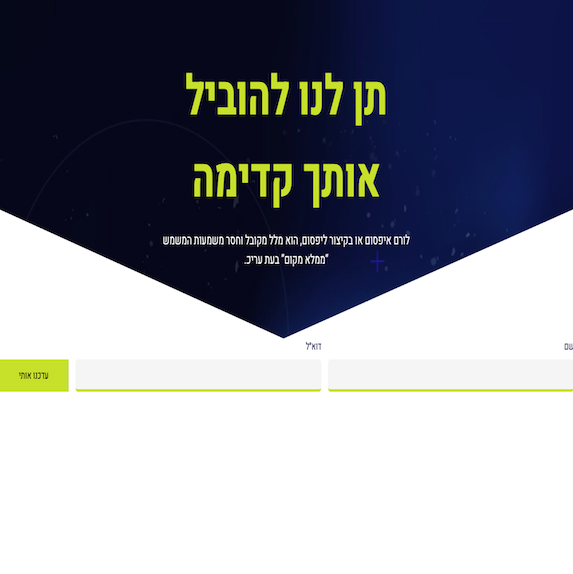 תן לנו להוביל
אותך קדימה
לורם איפסום או בקיצור ליפסום, הוא מלל מקובל וחסר משמעות המשמש
"ממלא מקום" בעת עריכ.
שם
דוא"ל
עדכנו אותי